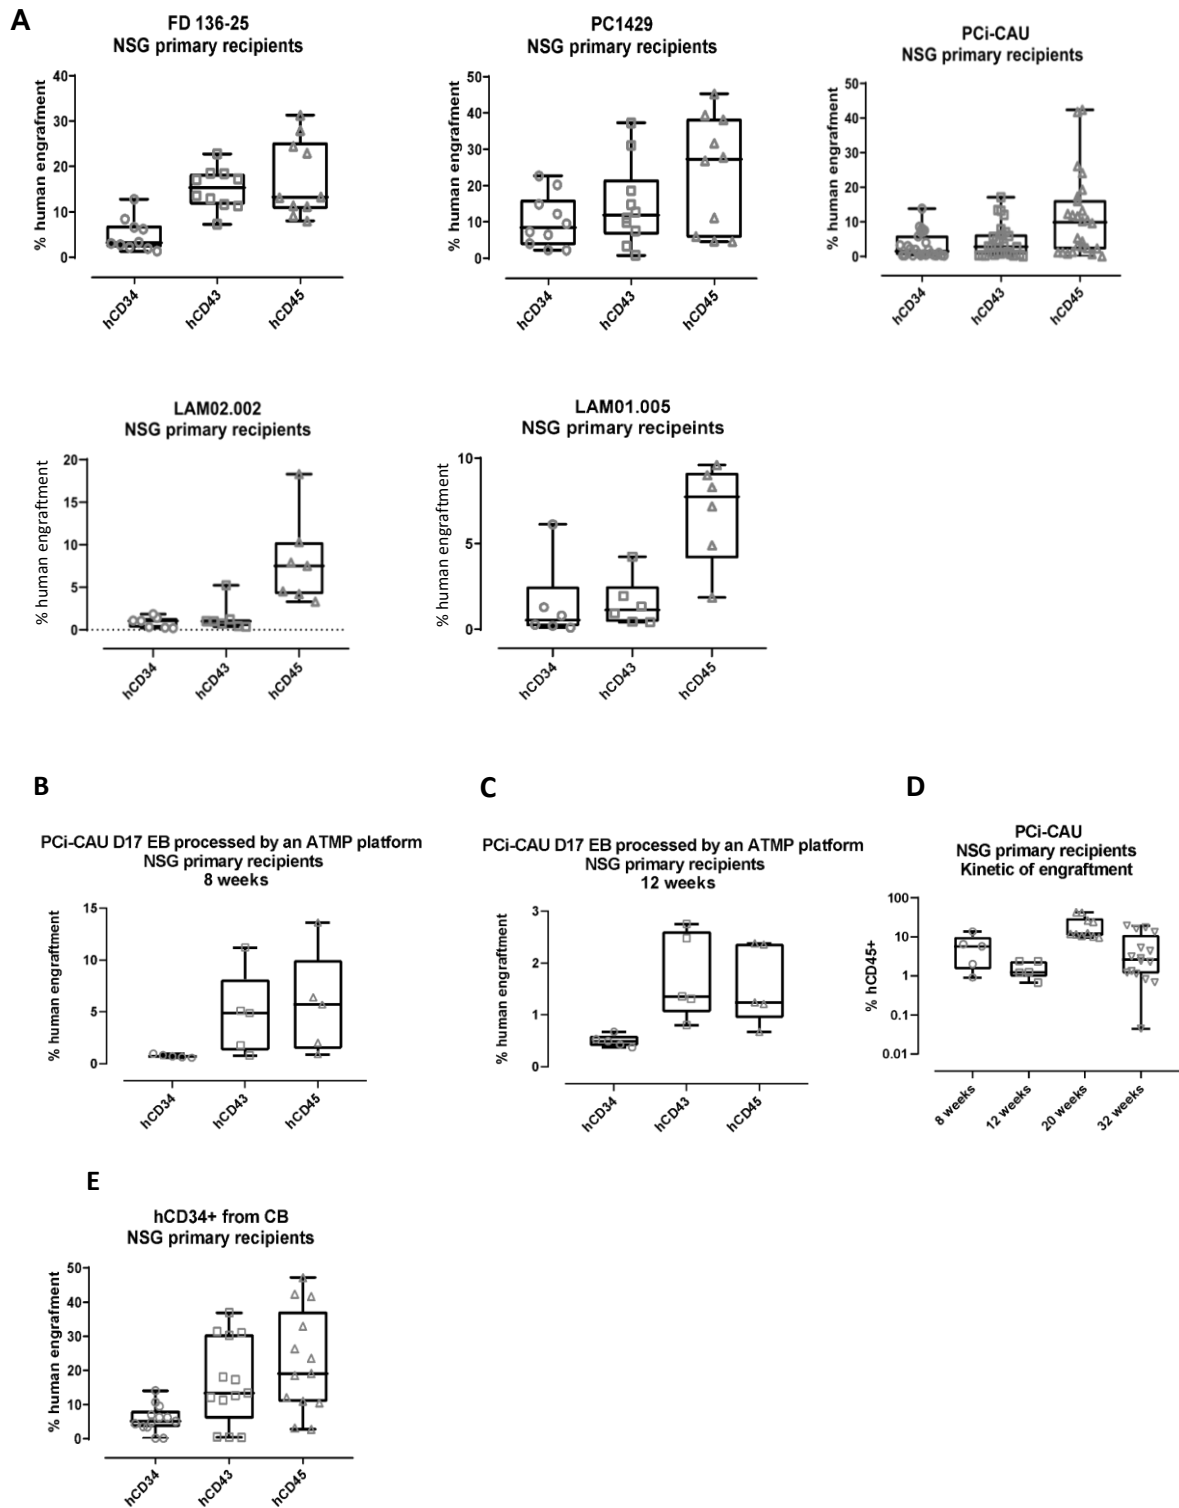 A
FD 136-25
NSG primary recipients
% human engrafment
40
30
20
10
0
hCD34
hCD43
hCD45
PC1429
NSG primary recipients
% human engrafment
50
40
30
20
10
0
hCD34
hCD43
hCD45
PCi-CAU
NSG primary recipients
% human engrafment
50
40
30
20
10
0
hCD34
hCD43
hCD45
LAM02.002
NSG primary recipients
% human engraftment
20
15
10
5
0
hCD34
hCD43
hCD45
LAM01.005
NSG primary recipeints
% human engraftment
10
5
0
hCD34
hCD43
hCD45
B
PCi-CAU D17 EB processed by an ATMP platform
NSG primary recipients
8 weeks
% human engraftment
15
10
5
0
hCD34
hCD43
hCD45
C
PCi-CAU D17 EB processed by an ATMP platform
NSG primary recipients
12 weeks
% human engraftment
3
2
1
0
hCD34
hCD43
hCD45
D
PCi-CAU
NSG primary recipients
Kinetic of engraftment
% hCD45+
100
10
1
0.1
0.01
8 weeks
12 weeks
20 weeks
32 weeks
E
hCD34+ from CB
NSG primary recipients
% human engrafment
50
40
30
20
10
0
hCD34
hCD43
hCD45